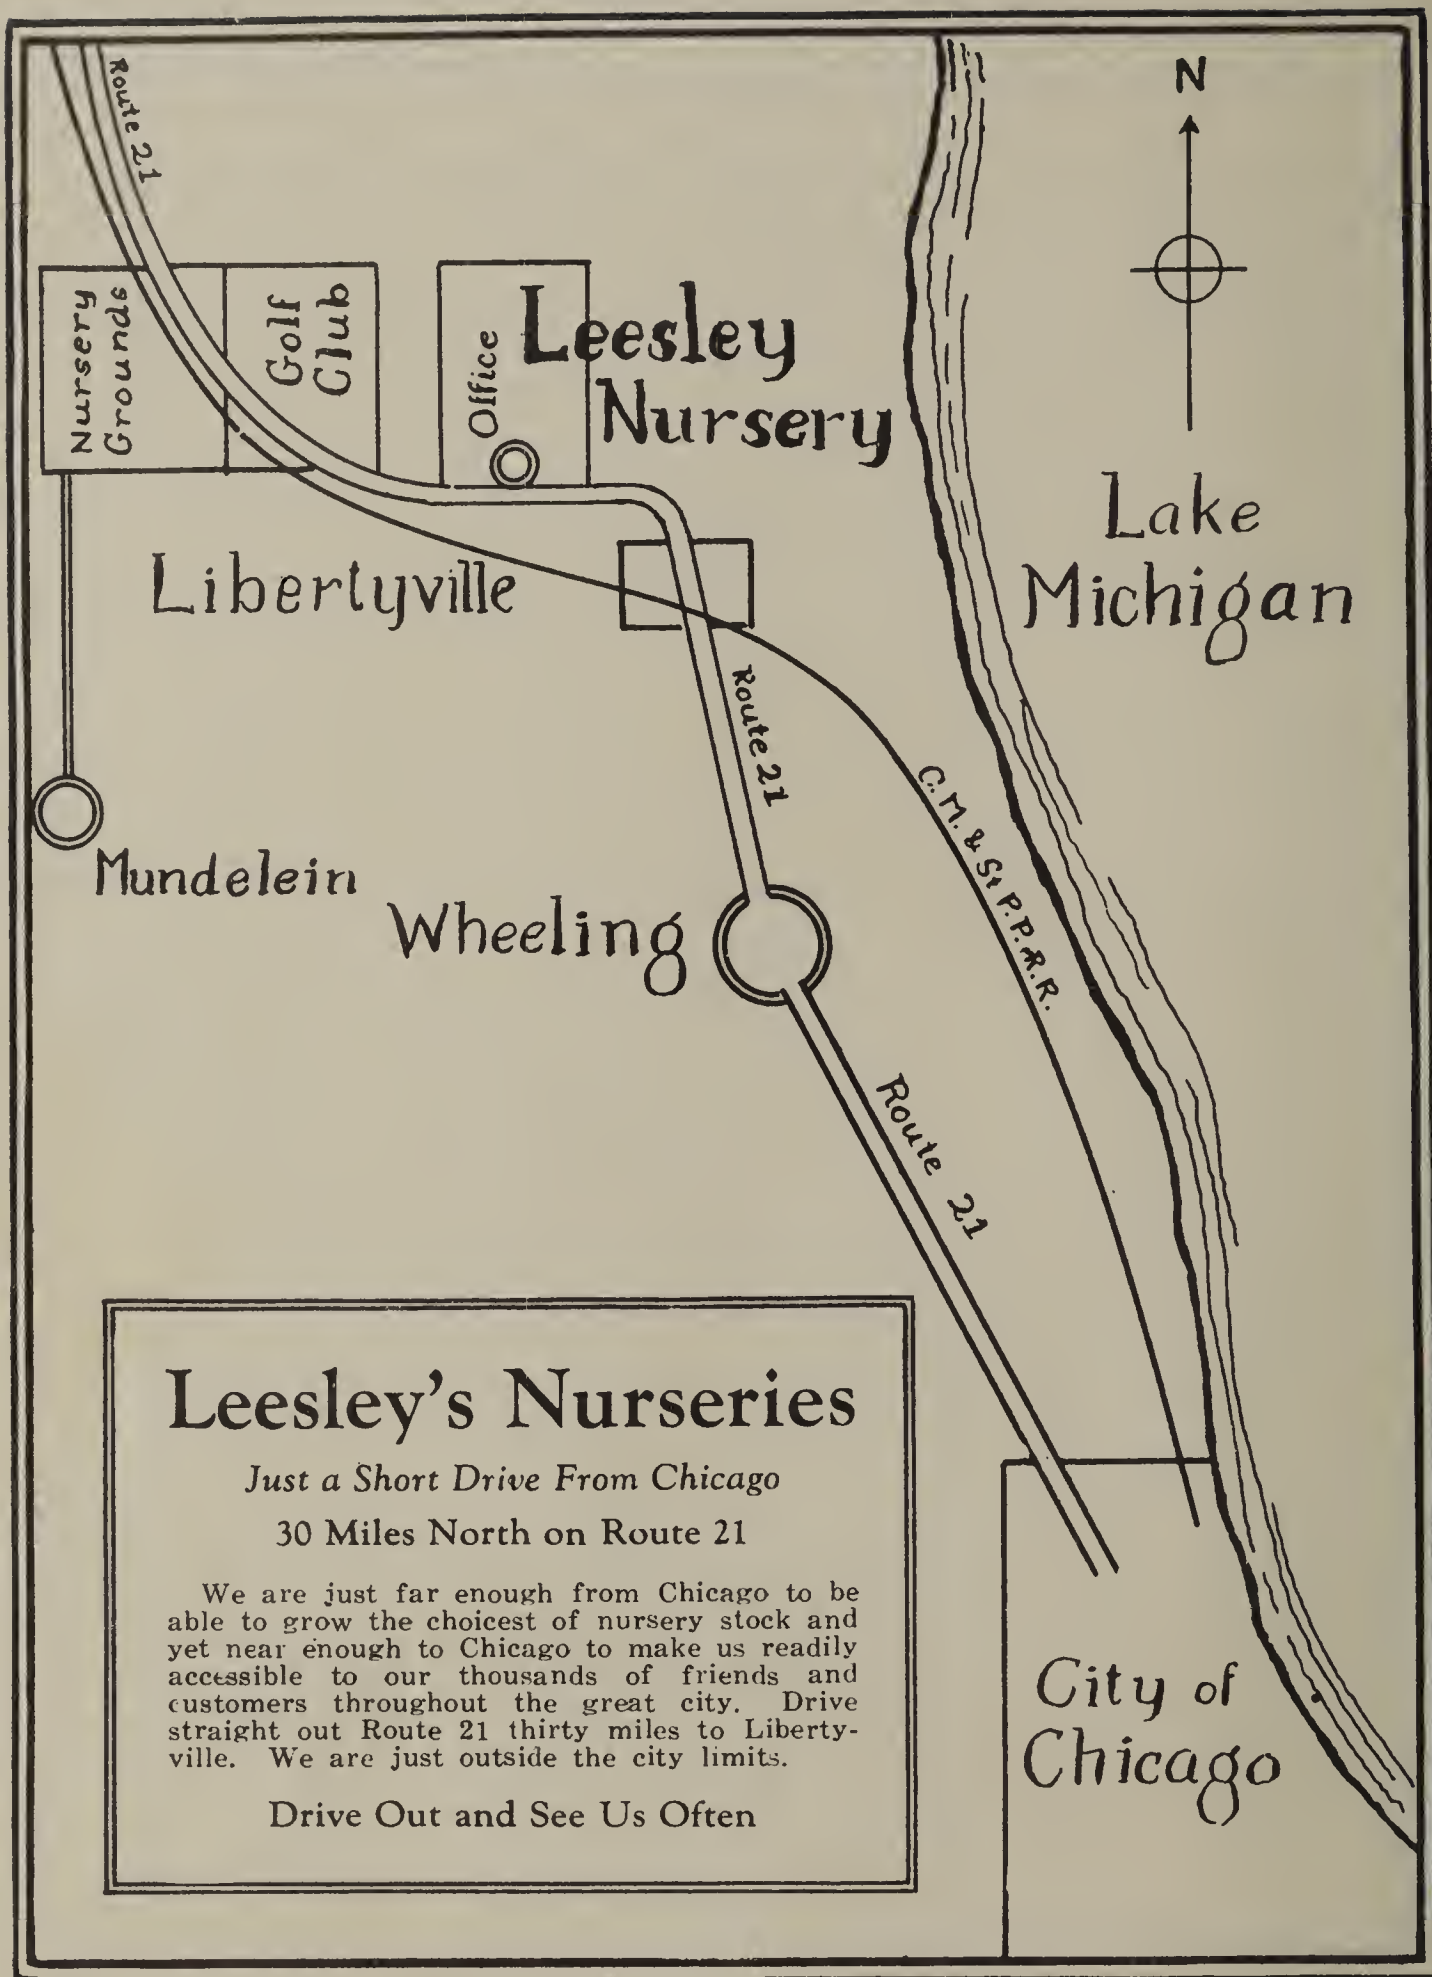 Route 21
N
Nursery
Grounds
Golf
Club
Office
Leesley
Nursery
Lake
Michigan
Libertyville
Route 21
Mundelein
Wheeling
C. M. & St P. P. R. R.
Route 21
City of
Chicago
Leesley's Nurseries
Just a Short Drive From Chicago
30 Miles North on Route 21
We are just far enough from Chicago to be
able to grow the choicest of nursery stock and
yet near enough to Chicago to make us readily
accessible to our thousands of friends and
customers throughout the great city. Drive
straight out Route 21 thirty miles to Liberty-
ville. We are just outside the city limits.
Drive Out and See Us Often